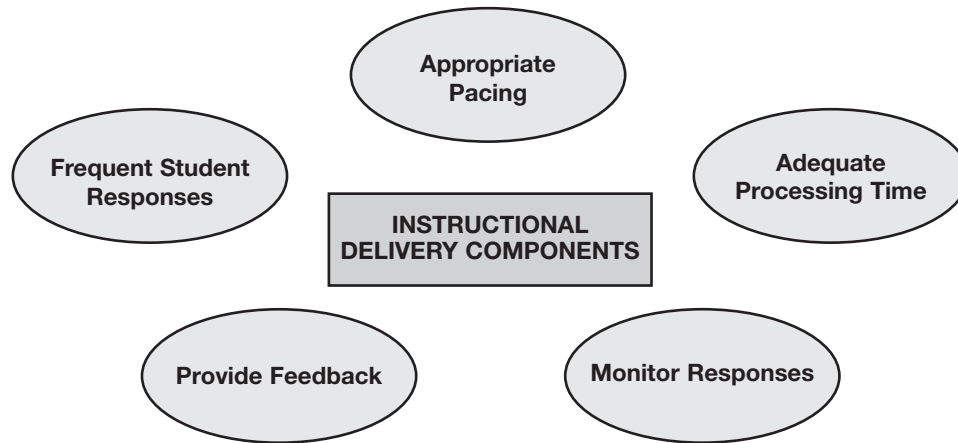 Appropriate
Pacing
Frequent Student
Responses
Adequate
Processing Time
INSTRUCTIONAL
DELIVERY COMPONENTS
Provide Feedback
Monitor Responses